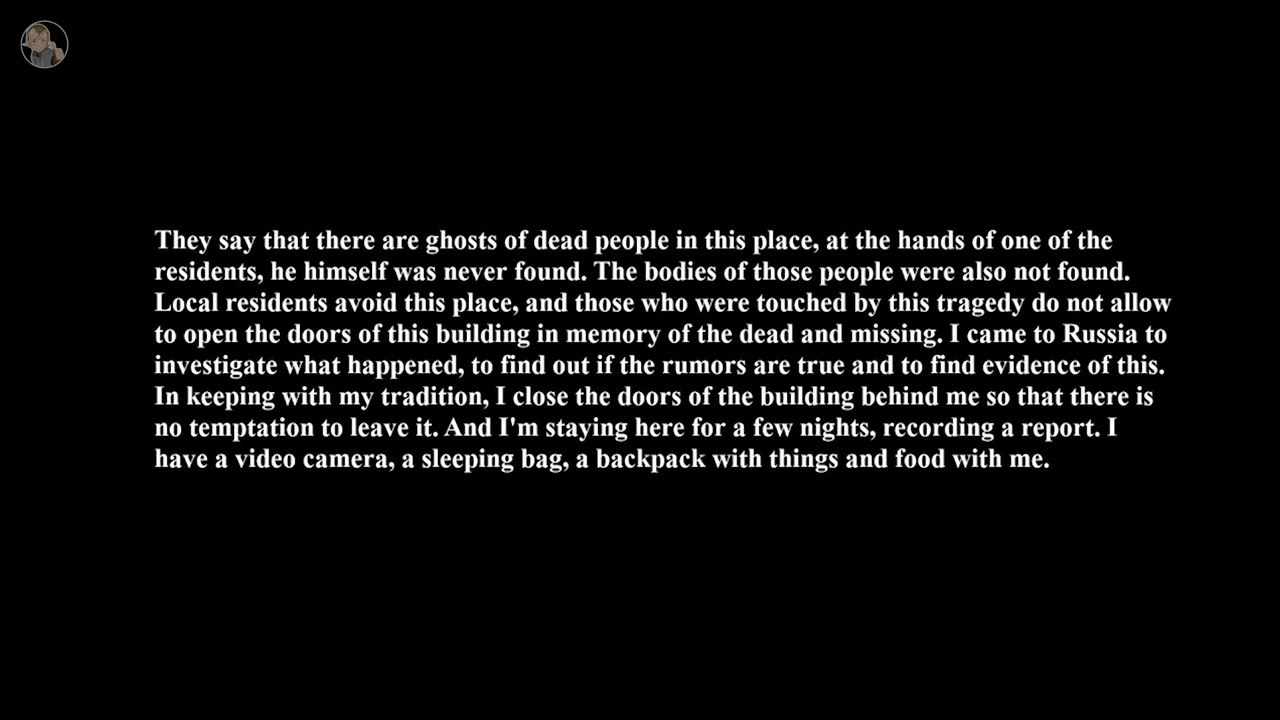 They say that there are ghosts of dead people in this place, at the hands of one of the
residents, he himself was never found. The bodies of those people were also not found.
Local residents avoid this place, and those who were touched by this tragedy do not allow
to open the doors of this building in memory of the dead and missing. I came to Russia to
investigate what happened, to find out if the rumors are true and to find evidence of this.
In keeping with my tradition, I close the doors of the building behind me so that there is
no temptation to leave it. And I'm staying here for a few nights, recording a report. I
have a video camera, a sleeping bag, a backpack with things and food with me.